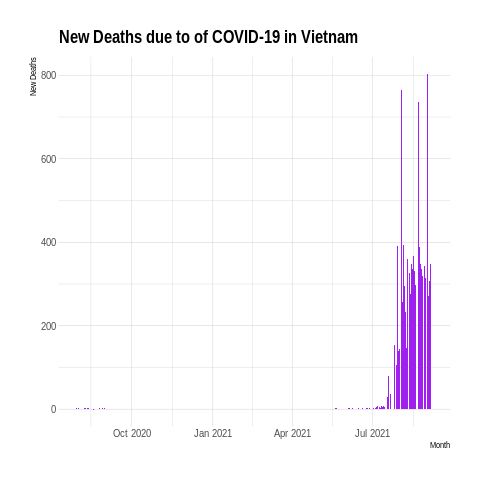 New Deaths due to of COVID-19 in Vietnam
New Deaths
800
600
400
200
0
Oct 2020 Jan 2021 Apr 2021 Jul 2021
Month